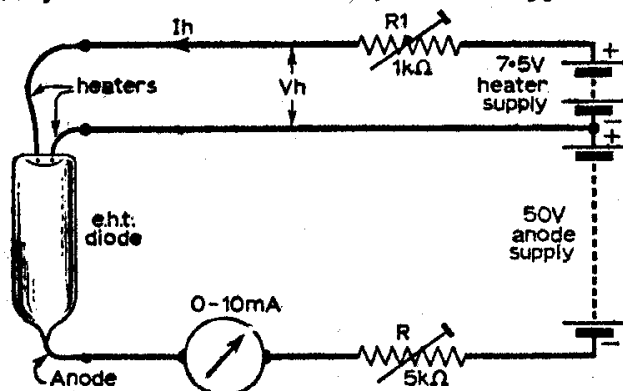 Ih
R1
1kΩ
+
7·5V
heater
supply
-
heaters
Vh
+
e.h.t.
diode
50V
anode
supply
0-10mA
R
5kΩ
-
Anode